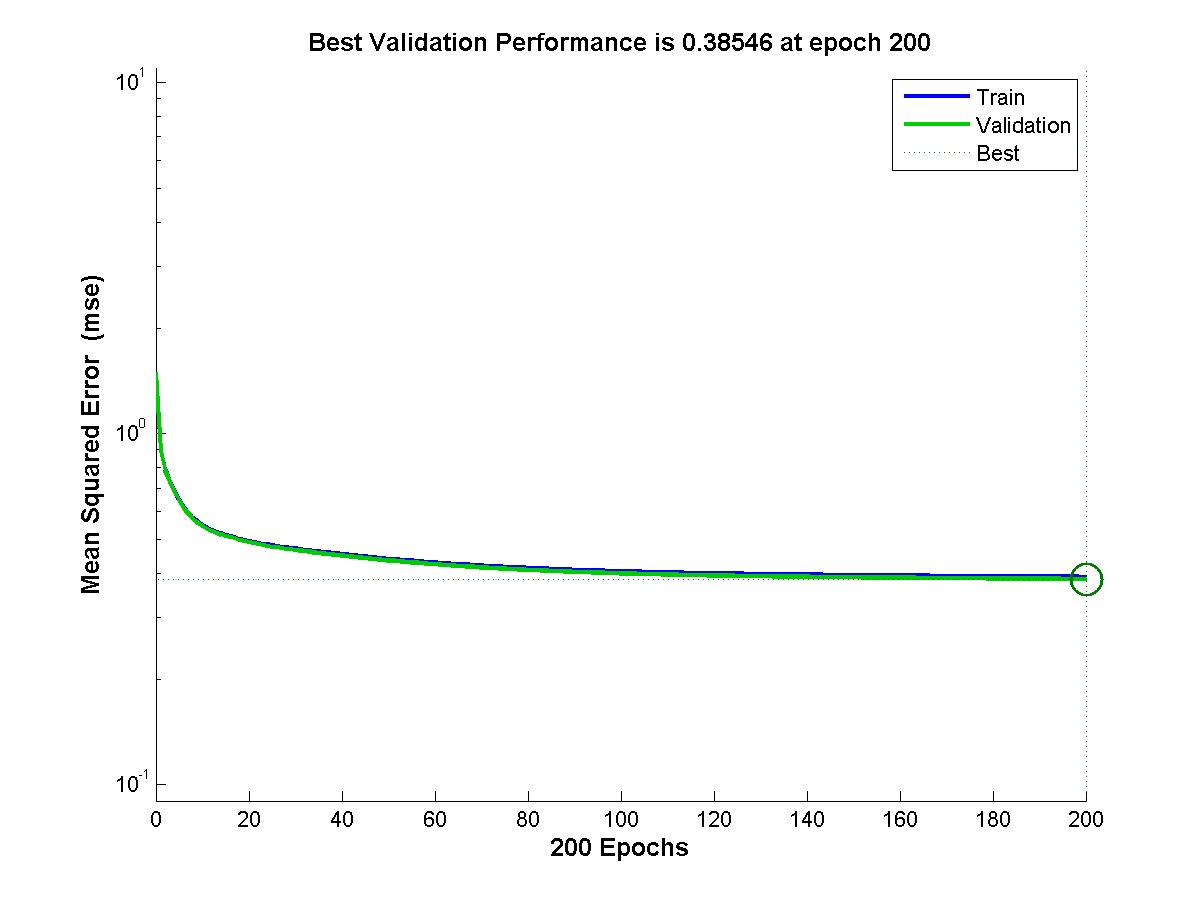 Best Validation Performance is 0.38546 at epoch 200
Train
Validation
Best
Mean Squared Error (mse)
10^1
10^0
10^-1
0 20 40 60 80 100 120 140 160 180 200
200 Epochs